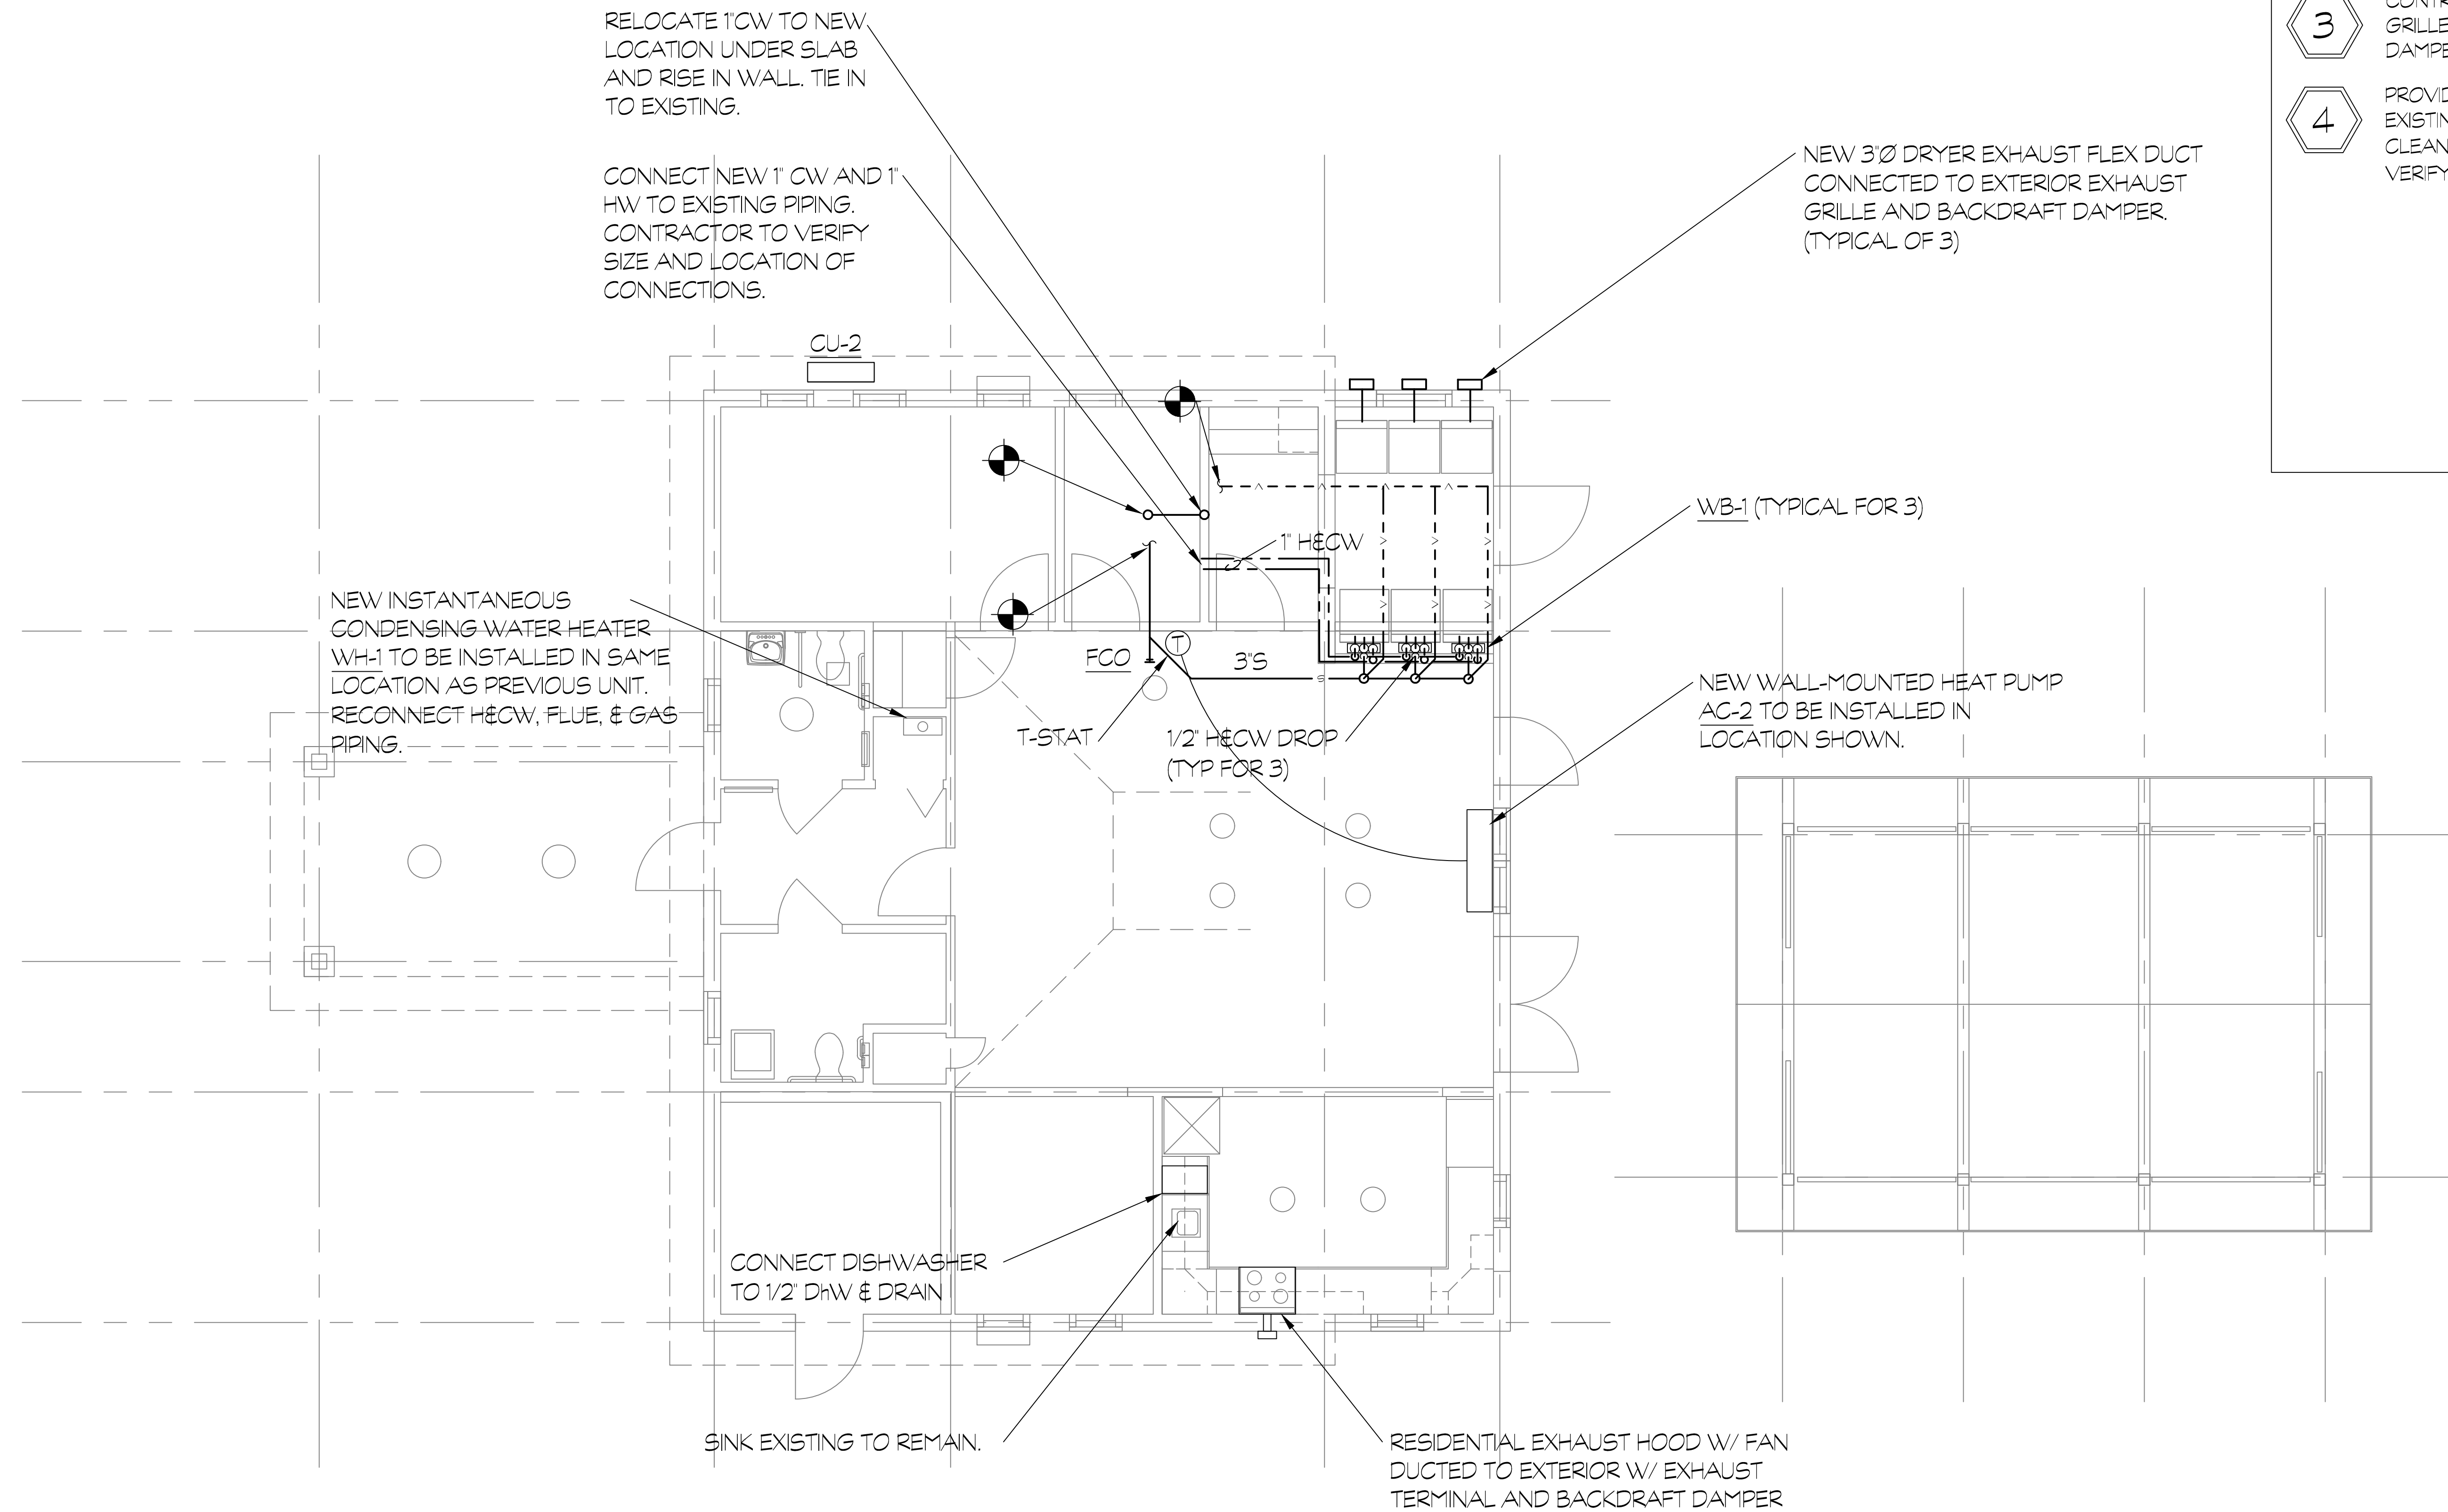 RELOCATE 1"CW TO NEW
LOCATION UNDER SLAB
AND RISE IN WALL. TIE IN
TO EXISTING.
CONNECT NEW 1" CW AND 1"
HW TO EXISTING PIPING.
CONTRACTOR TO VERIFY
SIZE AND LOCATION OF
CONNECTIONS.
3
GRILLE
4
VERIFY
NEW 3"Ø DRYER EXHAUST FLEX DUCT
CONNECTED TO EXTERIOR EXHAUST
GRILLE AND BACKDRAFT DAMPER.
(TYPICAL OF 3)
CU-2
WB-1 (TYPICAL FOR 3)
1" H&CW
NEW INSTANTANEOUS
CONDENSING WATER HEATER
WH-1 TO BE INSTALLED IN SAME
LOCATION AS PREVIOUS UNIT.
RECONNECT H&CW, FLUE, & GAS
PIPING.
FCO
T
3"S
S
T-STAT
1/2" H&CW DROP
(TYP FOR 3)
NEW WALL-MOUNTED HEAT PUMP
AC-2 TO BE INSTALLED IN
LOCATION SHOWN.
CONNECT DISHWASHER
TO 1/2" DhW & DRAIN
SINK EXISTING TO REMAIN.
RESIDENTIAL EXHAUST HOOD W/ FAN
DUCTED TO EXTERIOR W/ EXHAUST
TERMINAL AND BACKDRAFT DAMPER